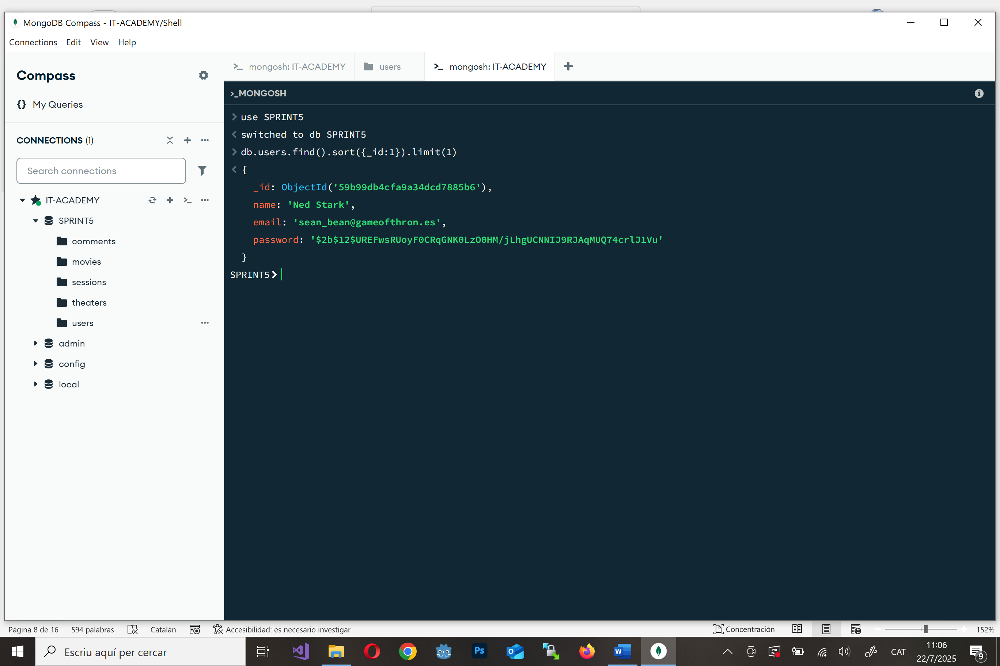 MongoDB Compass - IT-ACADEMY/Shell
Connections Edit View Help
Compass
My Queries
CONNECTIONS (1)
Search connections
IT-ACADEMY
SPRINT5
comments
movies
sessions
theaters
users
admin
config
local
mongosh: IT-ACADEMY users mongosh: IT-ACADEMY
>_MONGOSH
> use SPRINT5
< switched to db SPRINT5
> db.users.find().sort({_id:1}).limit(1)
< {
_id: ObjectId('59b99db4cfa9a34dcd7885b6'),
name: 'Ned Stark',
email: 'sean_bean@gameofthron.es',
password: '$2b$12$UREFwsRUoyF0CRqGNK0LzO0HM/jLhgUCNNIJ9RJAqMUQ74crlJ1Vu'
}
SPRINT5>
Página 8 de 16 594 palabras Catalán Accesibilidad: es necesario investigar Concentración 152%
Escriu aquí per cercar
Ps
W
CAT
11:06
22/7/2025
9